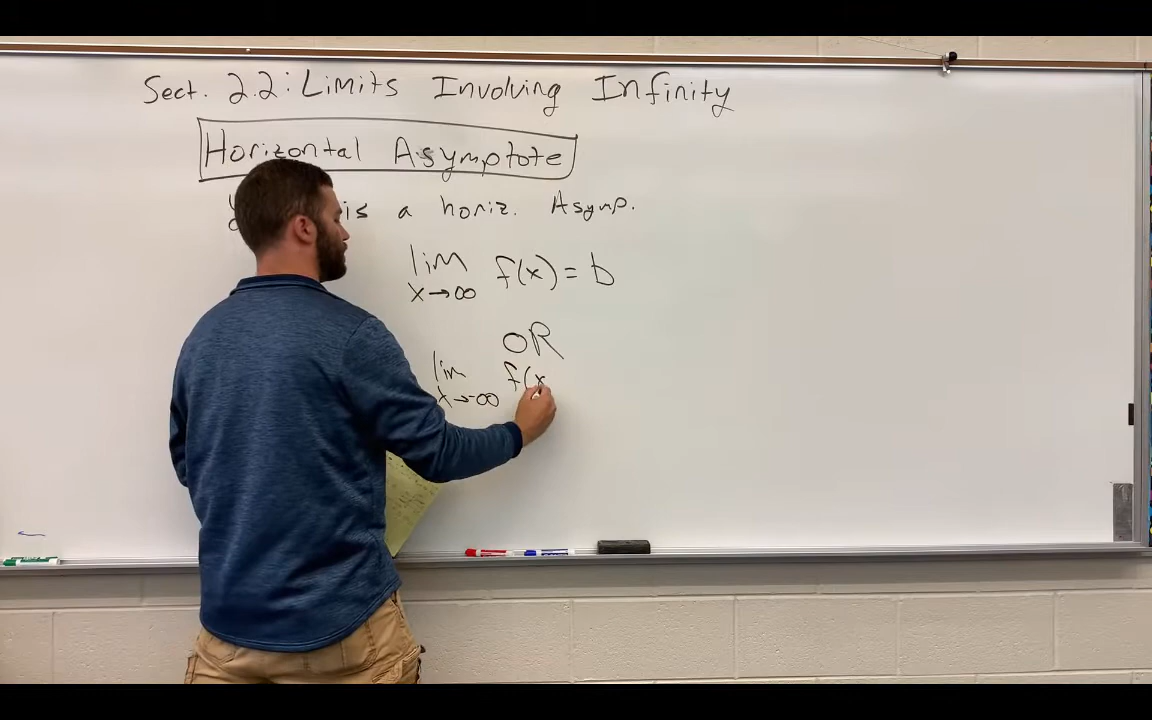 Sect. 2.2: Limits Involving Infinity
Horizontal Asymptote
is a horiz. Asymp.
lim f(x) = b
x→∞
OR
lim f(x
x→-∞